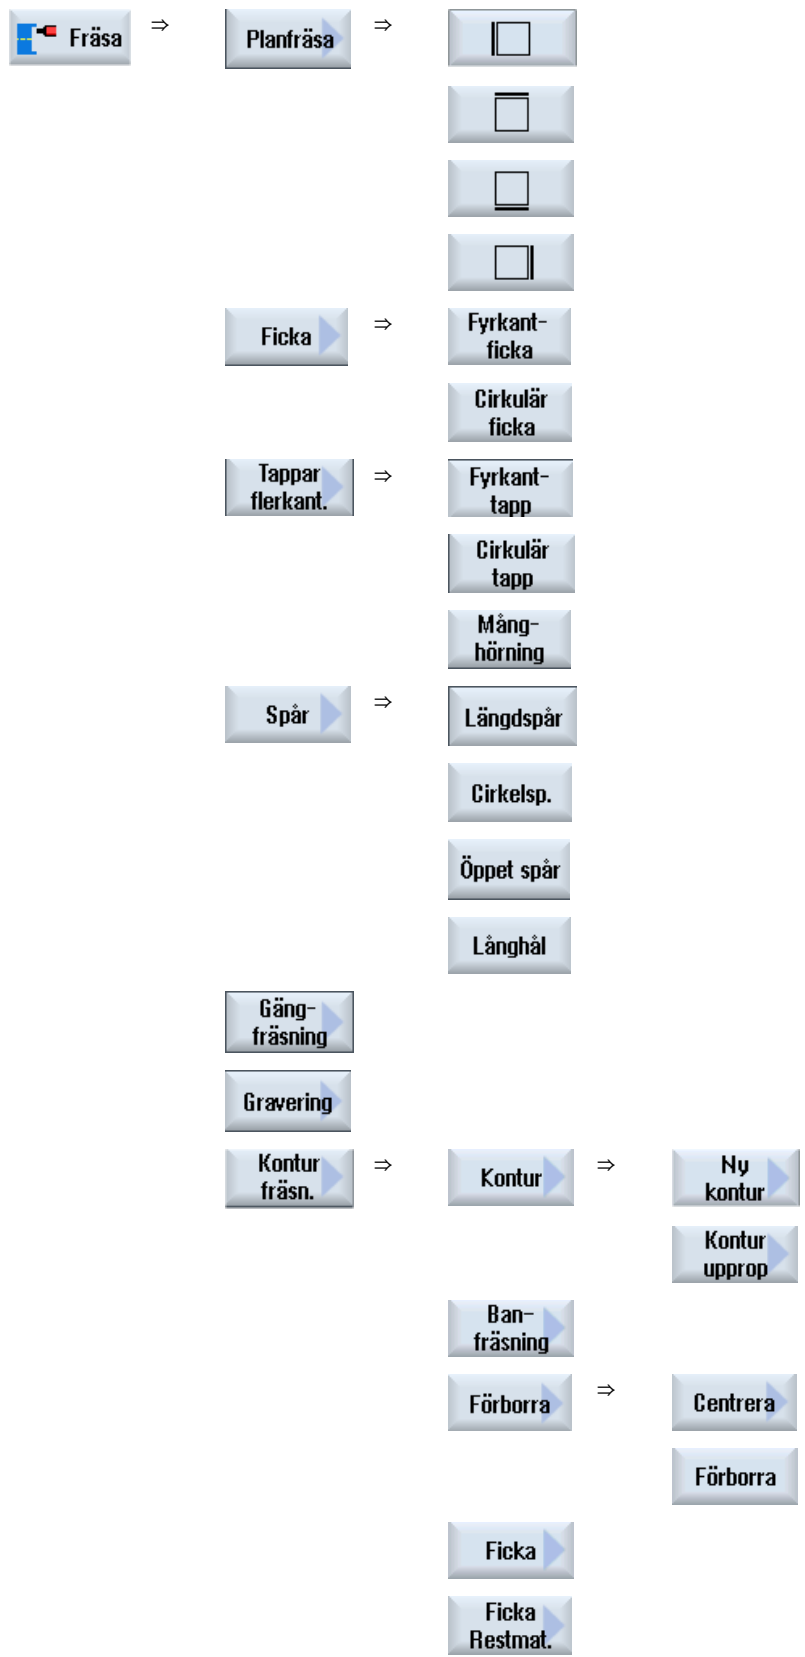 Fräsa ⇒ Planfräsa ⇒
Ficka ⇒ Fyrkant-
ficka
Cirkulär
ficka
Tappar
flerkant. ⇒ Fyrkant-
tapp
Cirkulär
tapp
Mång-
hörning
Spår ⇒ Längdspår
Cirkelsp.
Öppet spår
Långhål
Gäng-
fräsning
Gravering
Kontur
fräsn. ⇒ Kontur ⇒ Ny
kontur
Kontur
upprop
Ban-
fräsning
Förborra ⇒ Centrera
Förborra
Ficka
Ficka
Restmat.